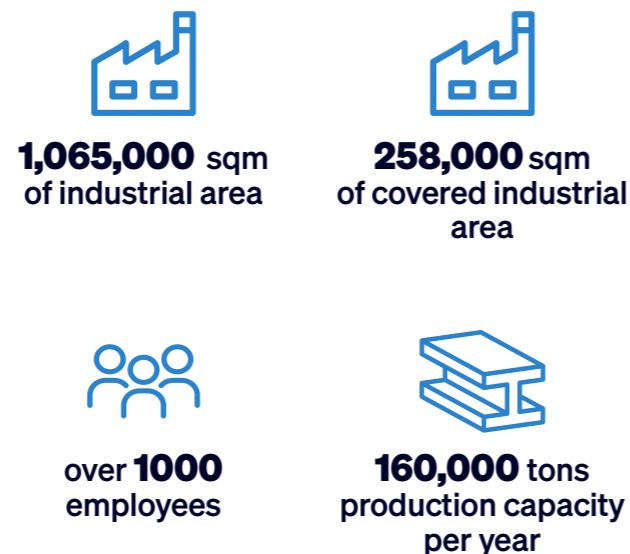 1,065,000 sqm
of industrial area
258,000 sqm
of covered industrial
area
over 1000
employees
160,000 tons
production capacity
per year